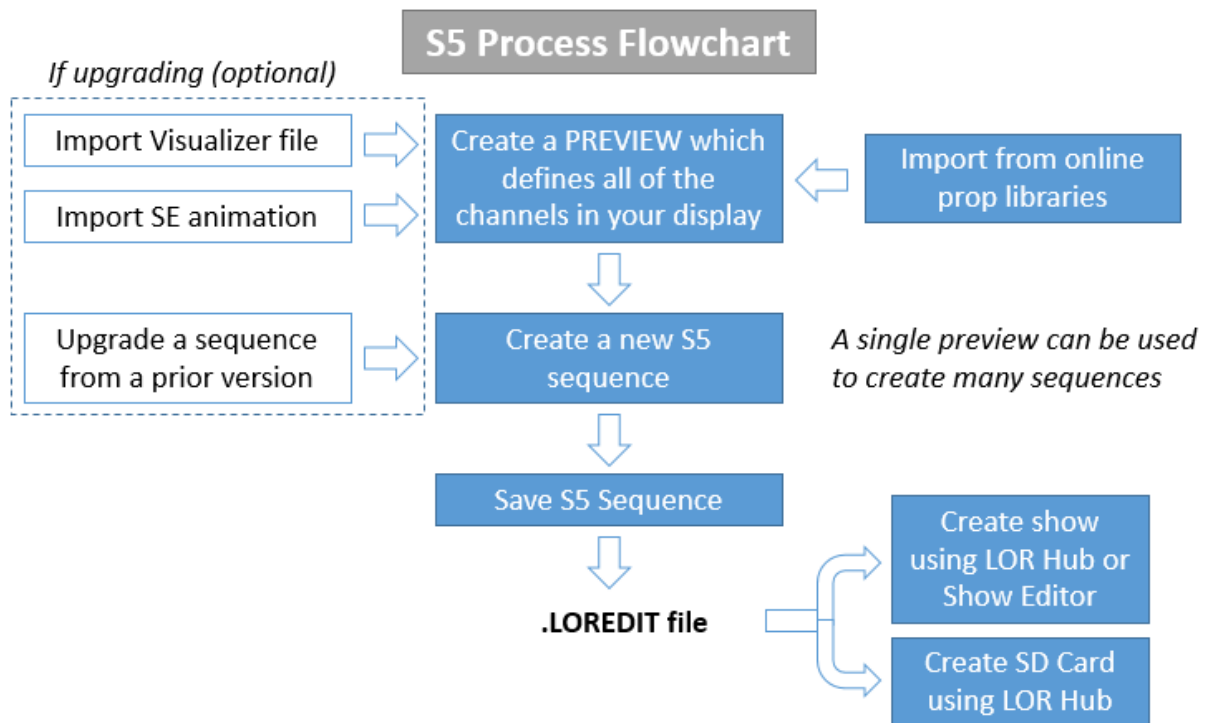 S5 Process Flowchart
If upgrading (optional)
Import Visualizer file
Import SE animation
Create a PREVIEW which
defines all of the
channels in your display
Import from online
prop libraries
Upgrade a sequence
from a prior version
Create a new S5
sequence
A single preview can be used
to create many sequences
Save S5 Sequence
.LOREDIT file
Create show
using LOR Hub or
Show Editor
Create SD Card
using LOR Hub